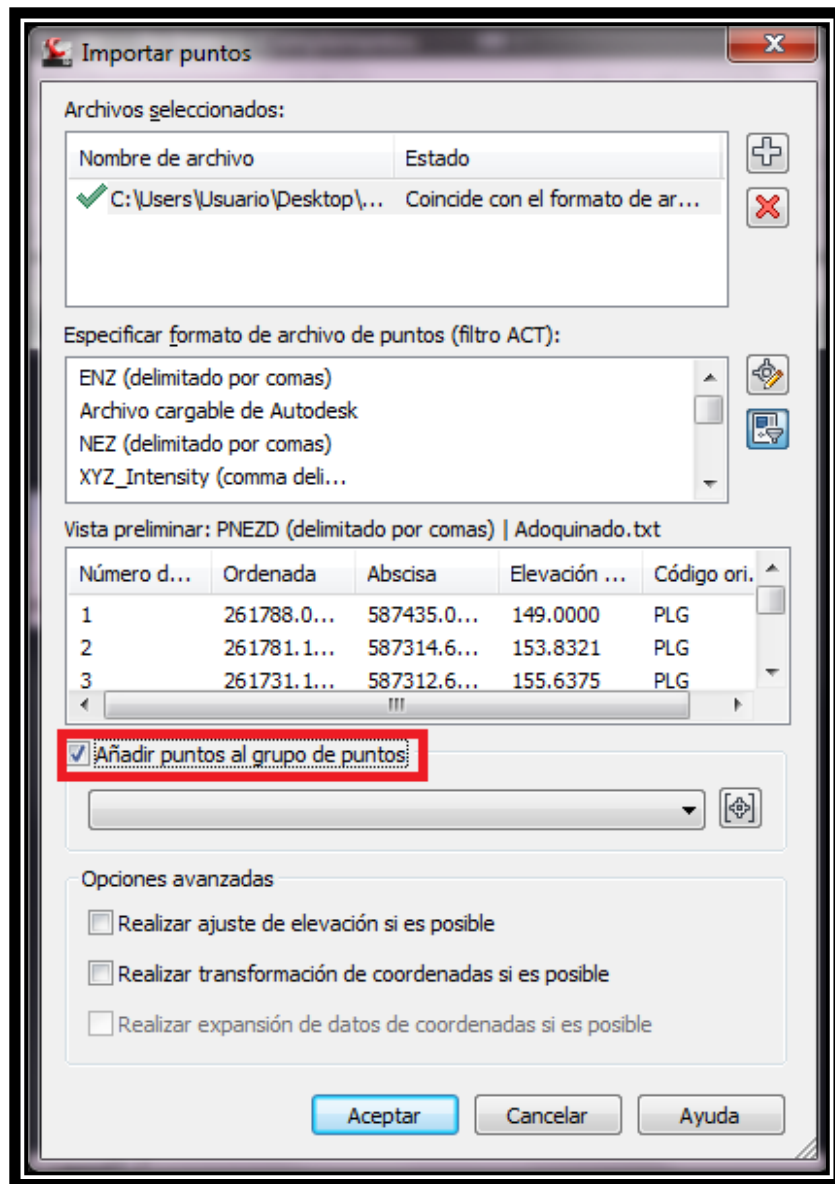 Importar puntos
Archivos seleccionados:
Nombre de archivo Estado
C:\Users\Usuario\Desktop\... Coincide con el formato de ar...
Especificar formato de archivo de puntos (filtro ACT):
ENZ (delimitado por comas)
Archivo cargable de Autodesk
NEZ (delimitado por comas)
XYZ_Intensity (comma deli...
Vista preliminar: PNEZD (delimitado por comas) | Adoquinado.txt
Número d... Ordenada Abscisa Elevación ... Código ori.
1 261788.0... 587435.0... 149.0000 PLG
2 261781.1... 587314.6... 153.8321 PLG
3 261731.1... 587312.6... 155.6375 PLG
Añadir puntos al grupo de puntos
Opciones avanzadas
Realizar ajuste de elevación si es posible
Realizar transformación de coordenadas si es posible
Realizar expansión de datos de coordenadas si es posible
Aceptar Cancelar Ayuda